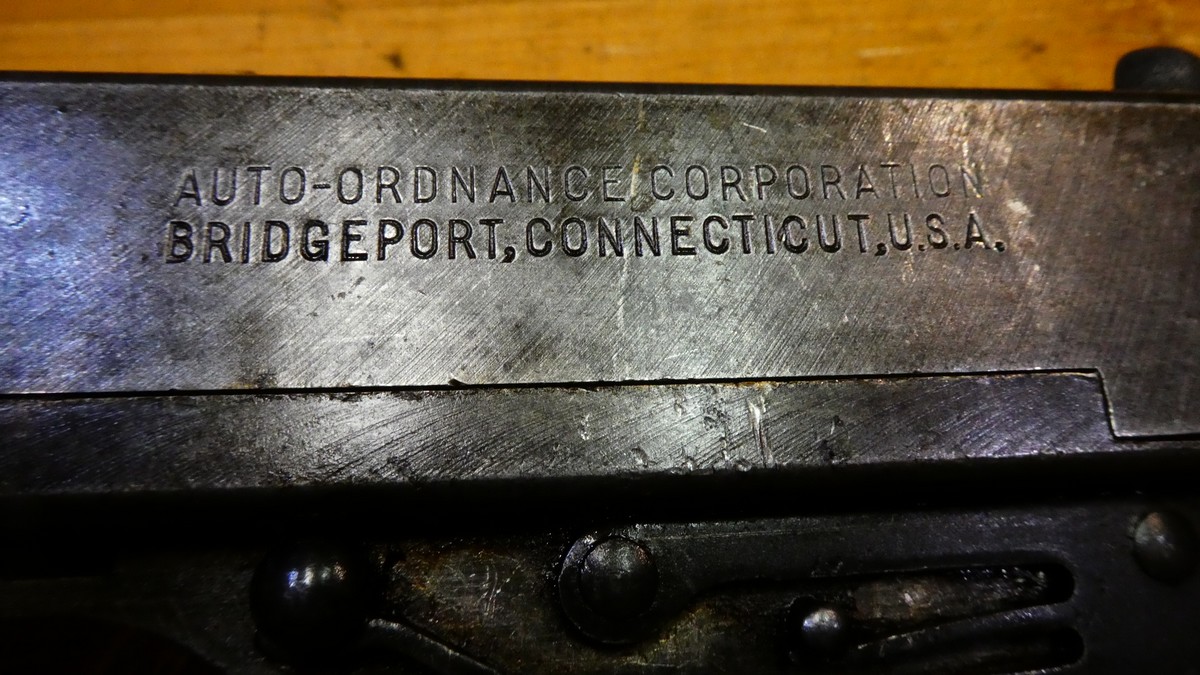 AUTO-ORDNANCE CORPORATION
BRIDGEPORT, CONNECTICUT, U.S.A.